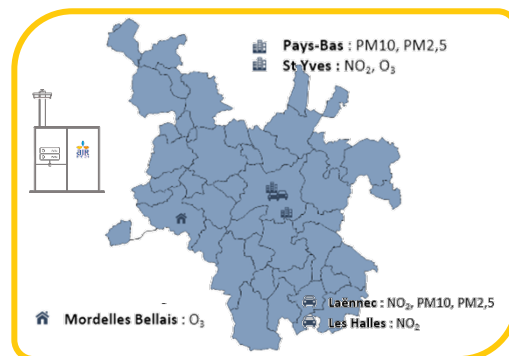 Pays-Bas : PM10, PM2,5
St Yves : NO₂, O₃
air
Mordelles Bellais : O₃
Laënnec : NO₂, PM10, PM2,5
Les Halles : NO₂